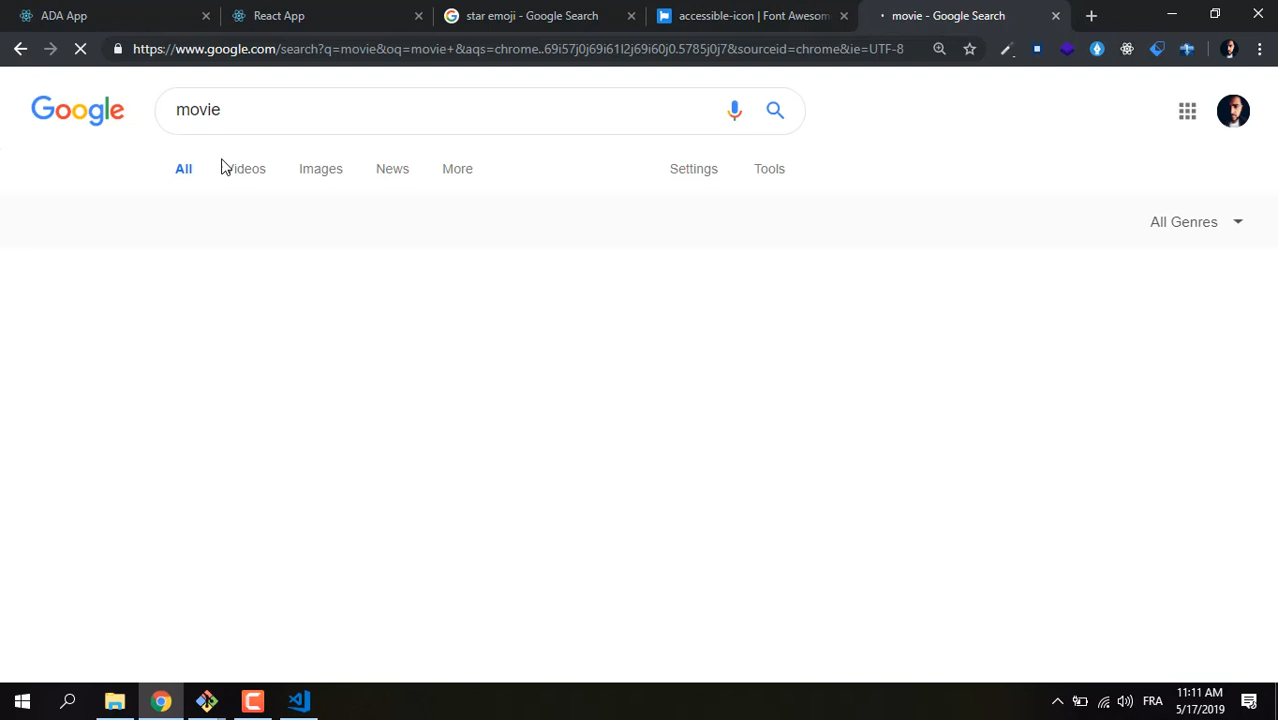 ADA App
React App
star emoji - Google Search
accessible-icon | Font Awesom
movie - Google Search
https://www.google.com/search?q=movie&oq=movie+&aqs=chrome..69i57j0j69i61l2j69i60j0.5785j0j7&sourceid=chrome&ie=UTF-8
Google
movie
All
Videos
Images
News
More
Settings
Tools
All Genres
FRA
11:11 AM
5/17/2019